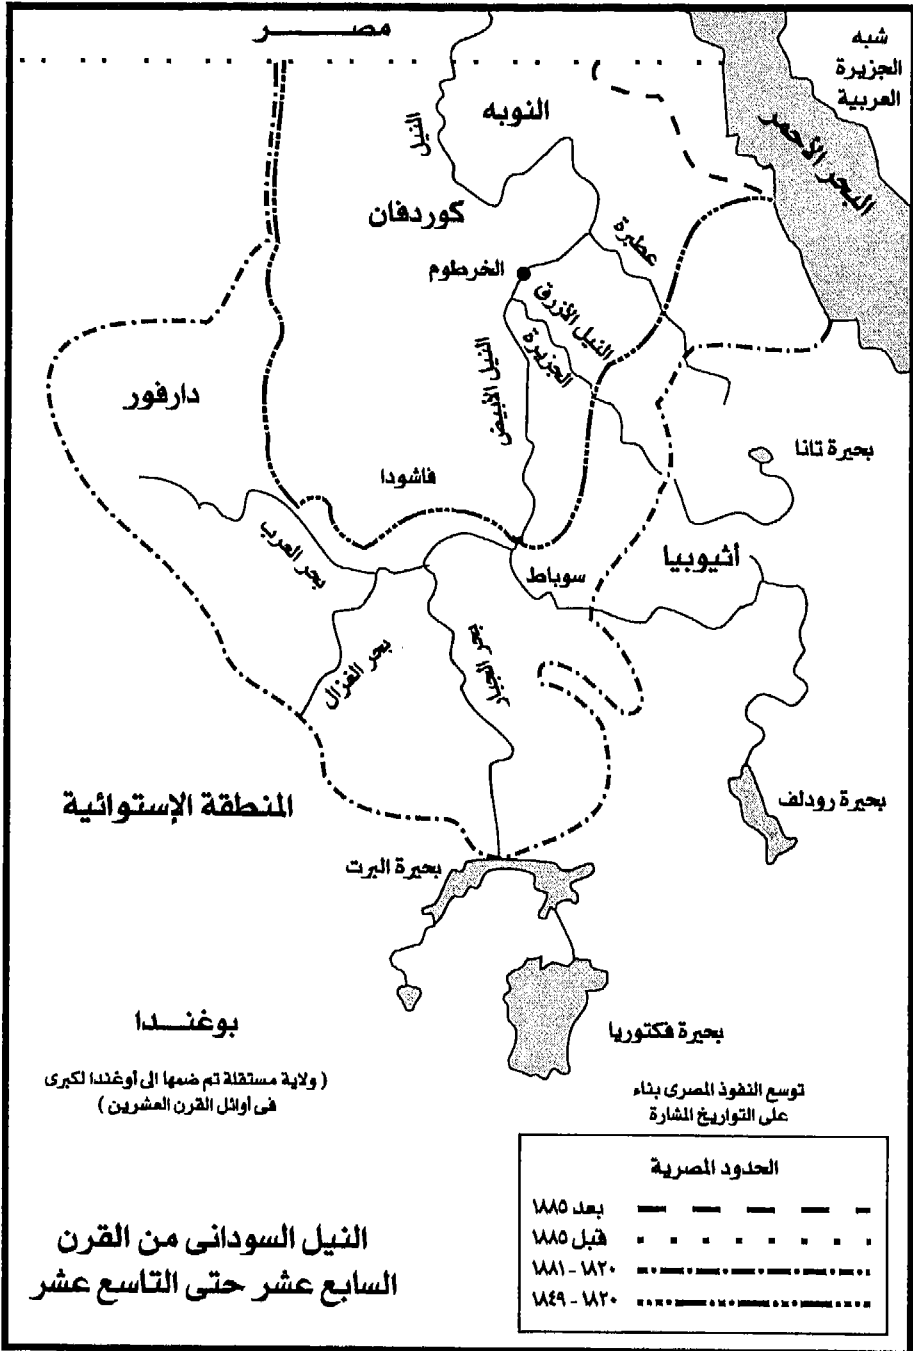 مصـــــــر
شبه
الجزيرة
العربية
البحر الأحمر
النوبه
النيل
كوردفان
عطبرة
الخرطوم
النيل الأزرق
الجزيرة
النيل الأبيض
دارفور
بحيرة تانا
فاشودا
بحر العرب
أثيوبيا
سوباط
بحر الغزال
بحر الجبل
المنطقة الإستوائية
بحيرة رودلف
بحيرة البرت
بوغنـــدا
بحيرة فكتوريا
( ولاية مستقلة تم ضمها الى أوغندا لكبرى
فى أوائل القرن العشرين )
توسع النفوذ المصرى بناء
على التواريخ المشارة
الحدود المصرية
بعد ١٨٨٥
قبل ١٨٨٥
١٨٢٠ - ١٨٨١
١٨٢٠ - ١٨٤٩
النيل السودانى من القرن
السابع عشر حتى التاسع عشر